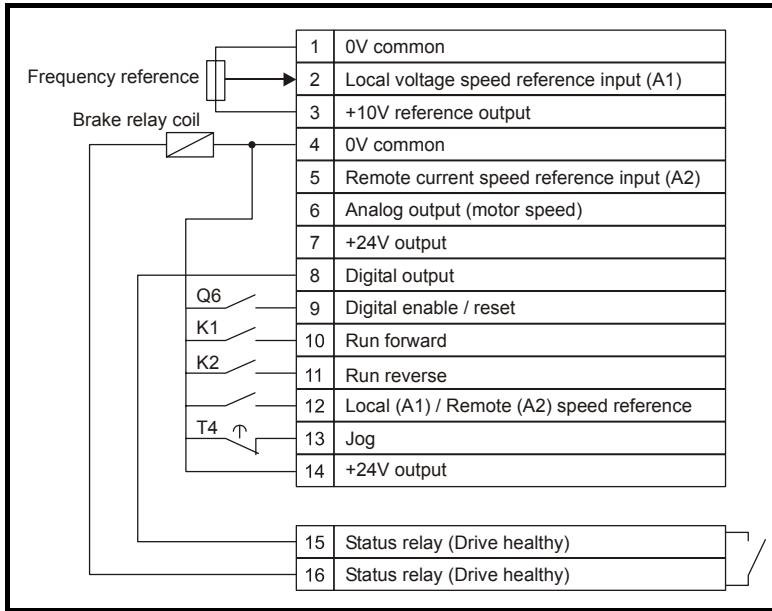 1 0V common
Frequency reference 2 Local voltage speed reference input (A1)
3 +10V reference output
Brake relay coil
4 0V common
5 Remote current speed reference input (A2)
6 Analog output (motor speed)
7 +24V output
8 Digital output
Q6 9 Digital enable / reset
K1 10 Run forward
K2 11 Run reverse
12 Local (A1) / Remote (A2) speed reference
T4 13 Jog
14 +24V output
15 Status relay (Drive healthy)
16 Status relay (Drive healthy)